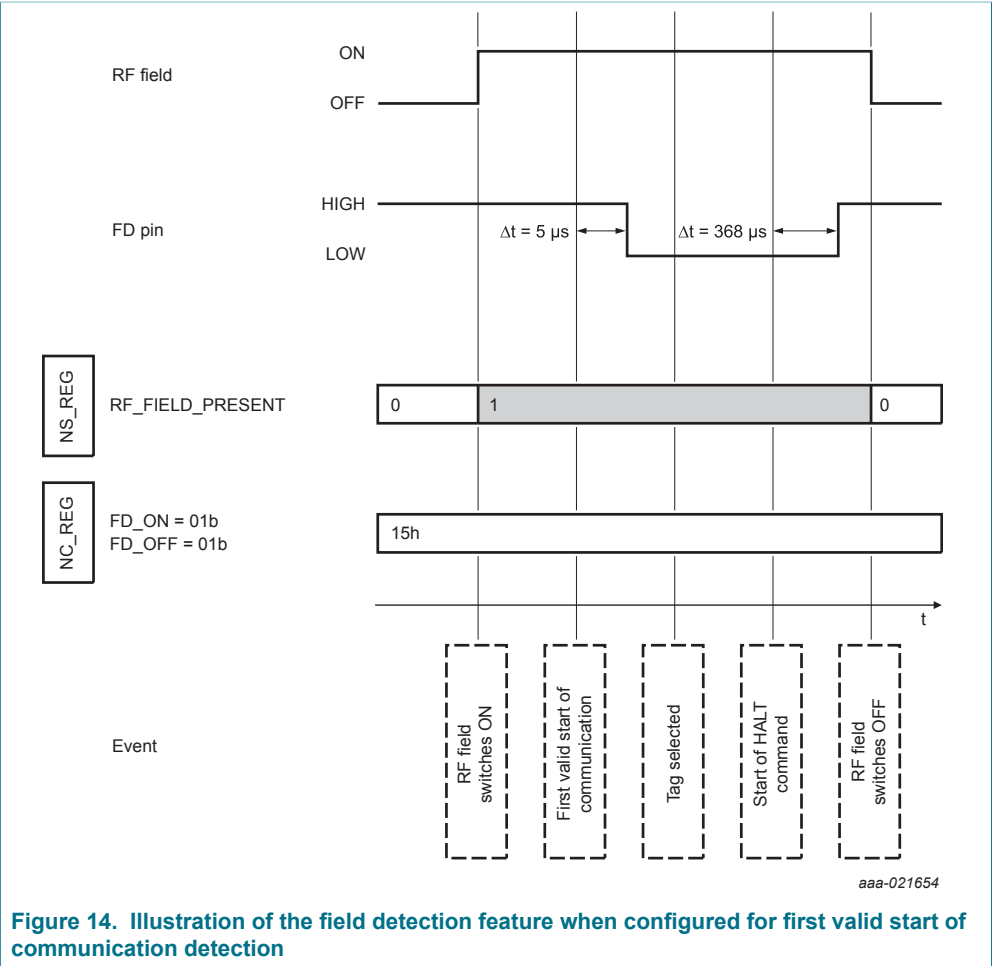 RF field
ON
OFF
FD pin
HIGH
LOW
Δt = 5 μs
Δt = 368 μs
NS_REG
RF_FIELD_PRESENT
0
1
0
NC_REG
FD_ON = 01b
FD_OFF = 01b
15h
t
Event
RF field
switches ON
First valid start of
communication
Tag selected
Start of HALT
command
RF field
switches OFF
aaa-021654
Figure 14. Illustration of the field detection feature when configured for first valid start of
communication detection